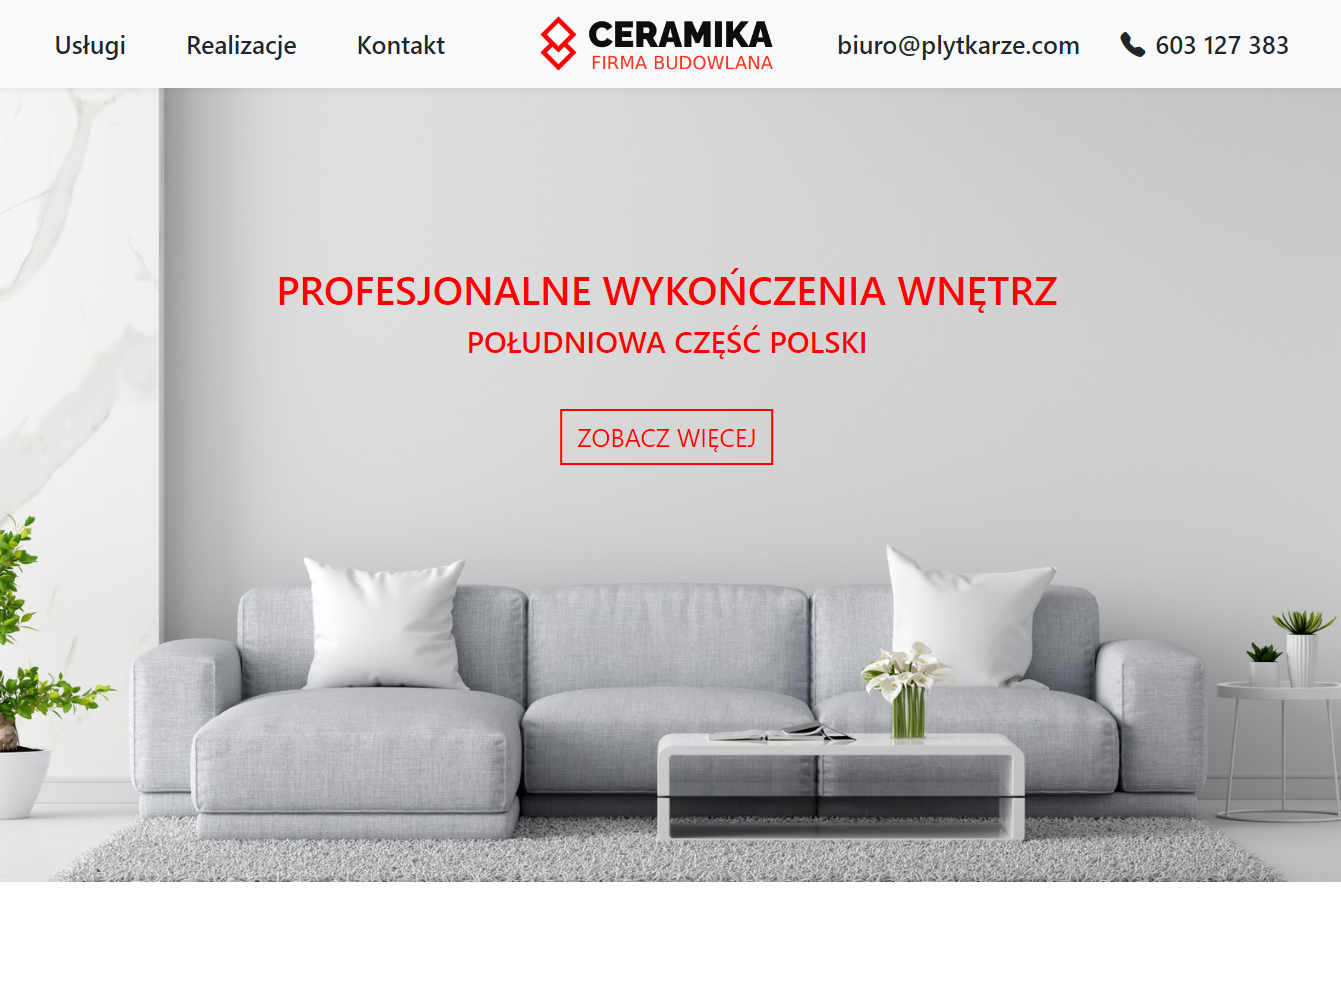 Usługi Realizacje Kontakt CERAMIKA biuro@plytkarze.com 603 127 383
FIRMA BUDOWLANA
PROFESJONALNE WYKOŃCZENIA WNĘTRZ
POŁUDNIOWA CZĘŚĆ POLSKI
ZOBACZ WIĘCEJ